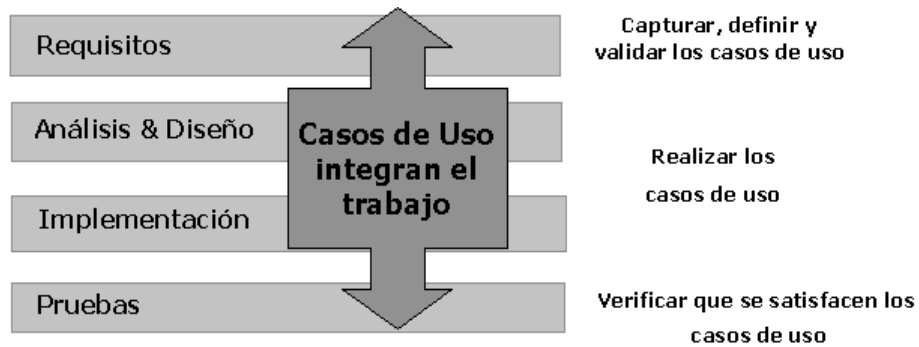 Requisitos
Capturar, definir y
validar los casos de uso
Análisis & Diseño
Casos de Uso
integran el
trabajo
Realizar los
casos de uso
Implementación
Pruebas
Verificar que se satisfacen los
casos de uso